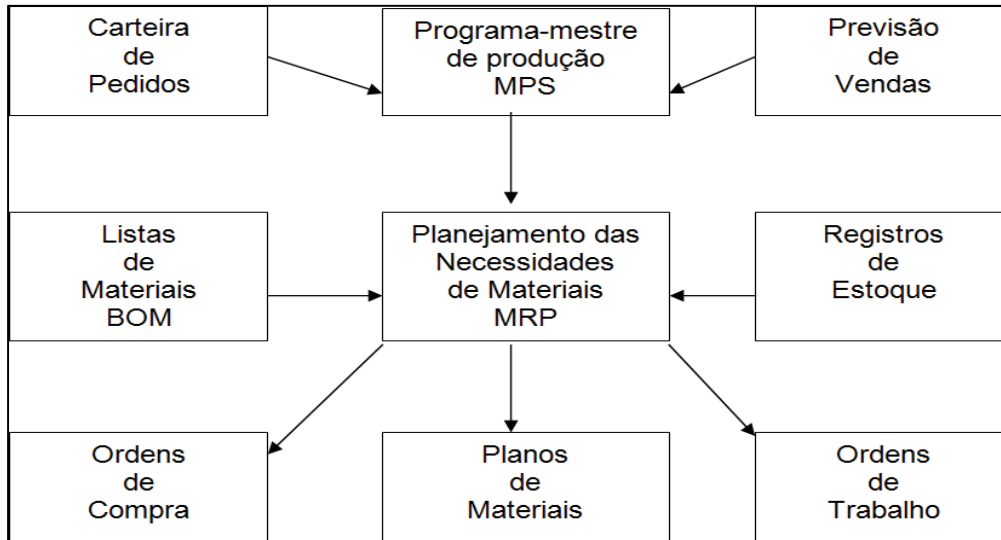 Carteira
de
Pedidos
Programa-mestre
de produção
MPS
Previsão
de
Vendas
Listas
de
Materiais
BOM
Planejamento das
Necessidades
de Materiais
MRP
Registros
de
Estoque
Ordens
de
Compra
Planos
de
Materiais
Ordens
de
Trabalho